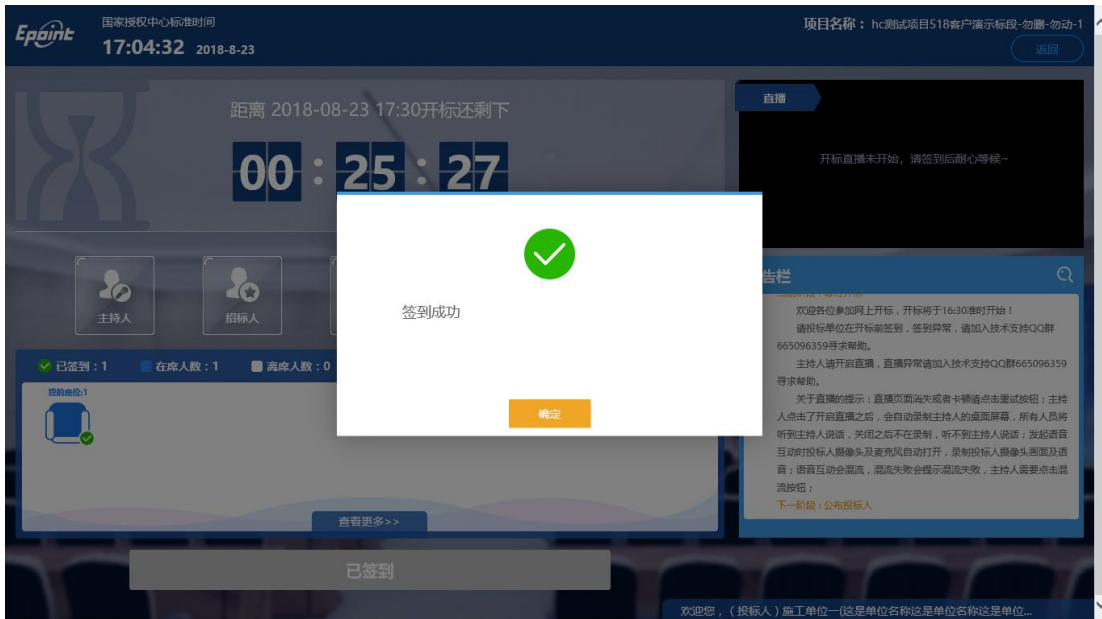 Epoint
国家授权中心标准时间
17:04:32 2018-8-23
项目名称：hc测试项目518客户演示标段-勿删-勿动-1
返回
距离 2018-08-23 17:30开标还剩下
00 : 25 : 27
直播
开标直播未开始，请签到后耐心等候~
主持人
招标人
签到成功
确定
已签到：1 在席人数：1 离席人数：0
我的座位:1
查看更多>>
已签到
告栏
欢迎各位参加网上开标，开标将于16:30准时开始！
请投标单位在开标前签到，签到异常，请加入技术支持QQ群
665096359寻求帮助。
主持人请开启直播，直播异常请加入技术支持QQ群665096359
寻求帮助。
关于直播的提示：直播页面消失或者卡顿请点击重试按钮；主持
人点击了开启直播之后，会自动录制主持人的桌面屏幕，所有人员将
听到主持人说话，关闭之后不在录制，听不到主持人说话；发起语音
互动时投标人摄像头及麦克风自动打开，录制投标人摄像头画面及语
音；语音互动会混流，混流失败会提示混流失败，主持人需要点击混
流按钮；
下一阶段：公布投标人
欢迎您，（投标人）施工单位一(这是单位名称这是单位名称这是单位...